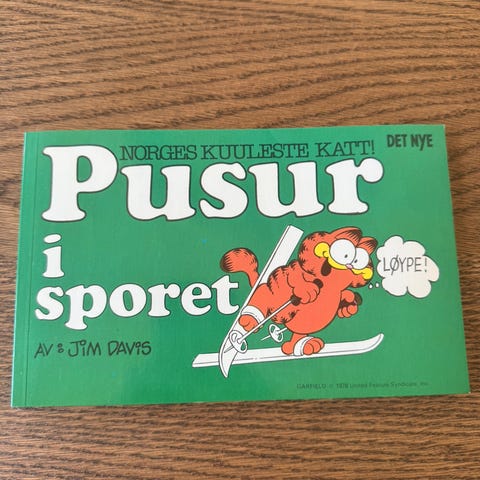 NORGES KUULESTE KATT!
DET NYE
Pusur
i
sporet
LØYPE!
AV: JIM DAVIS
GARFIELD © 1978 United Feature Syndicate, Inc.